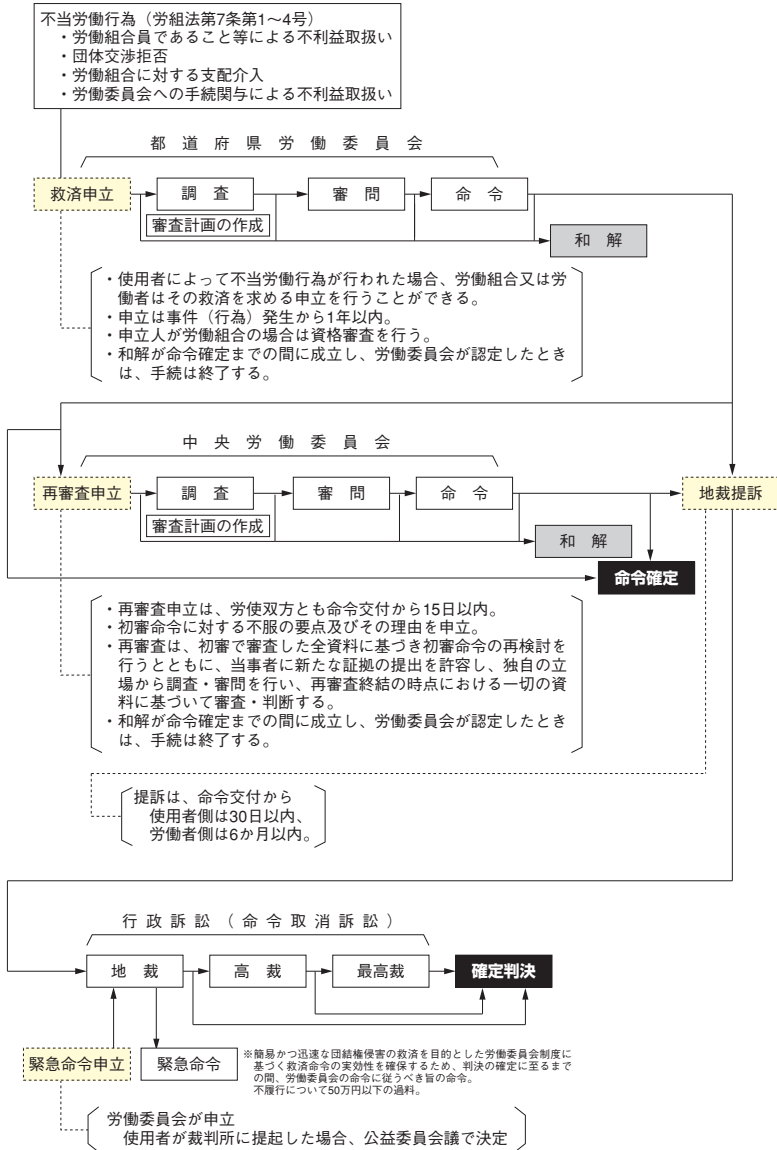 不当労働行為（労組法第7条第1～4号）
・労働組合員であること等による不利益取扱い
・団体交渉拒否
・労働組合に対する支配介入
・労働委員会への手続関与による不利益取扱い
都道府県労働委員会
救済申立
調査
審問
命令
審査計画の作成
和解
・使用者によって不当労働行為が行われた場合、労働組合又は労
働者はその救済を求める申立を行うことができる。
・申立は事件（行為）発生から1年以内。
・申立人が労働組合の場合は資格審査を行う。
・和解が命令確定までの間に成立し、労働委員会が認定したとき
は、手続は終了する。
中央労働委員会
再審査申立
調査
審問
命令
地裁提訴
審査計画の作成
和解
命令確定
・再審査申立は、労使双方とも命令交付から15日以内。
・初審命令に対する不服の要点及びその理由を申立。
・再審査は、初審で審査した全資料に基づき初審命令の再検討を
行うとともに、当事者に新たな証拠の提出を許容し、独自の立
場から調査・審問を行い、再審査終結の時点における一切の資
料に基づいて審査・判断する。
・和解が命令確定までの間に成立し、労働委員会が認定したとき
は、手続は終了する。
提訴は、命令交付から
使用者側は30日以内、
労働者側は6か月以内。
行政訴訟（命令取消訴訟）
地裁
高裁
最高裁
確定判決
緊急命令申立
緊急命令
※簡易かつ迅速な団結権侵害の救済を目的とした労働委員会制度に
基づく救済命令の実効性を確保するため、判決の確定に至るまで
の間、労働委員会の命令に従うべき旨の命令。
不履行について50万円以下の過料。
労働委員会が申立
使用者が裁判所に提起した場合、公益委員会議で決定